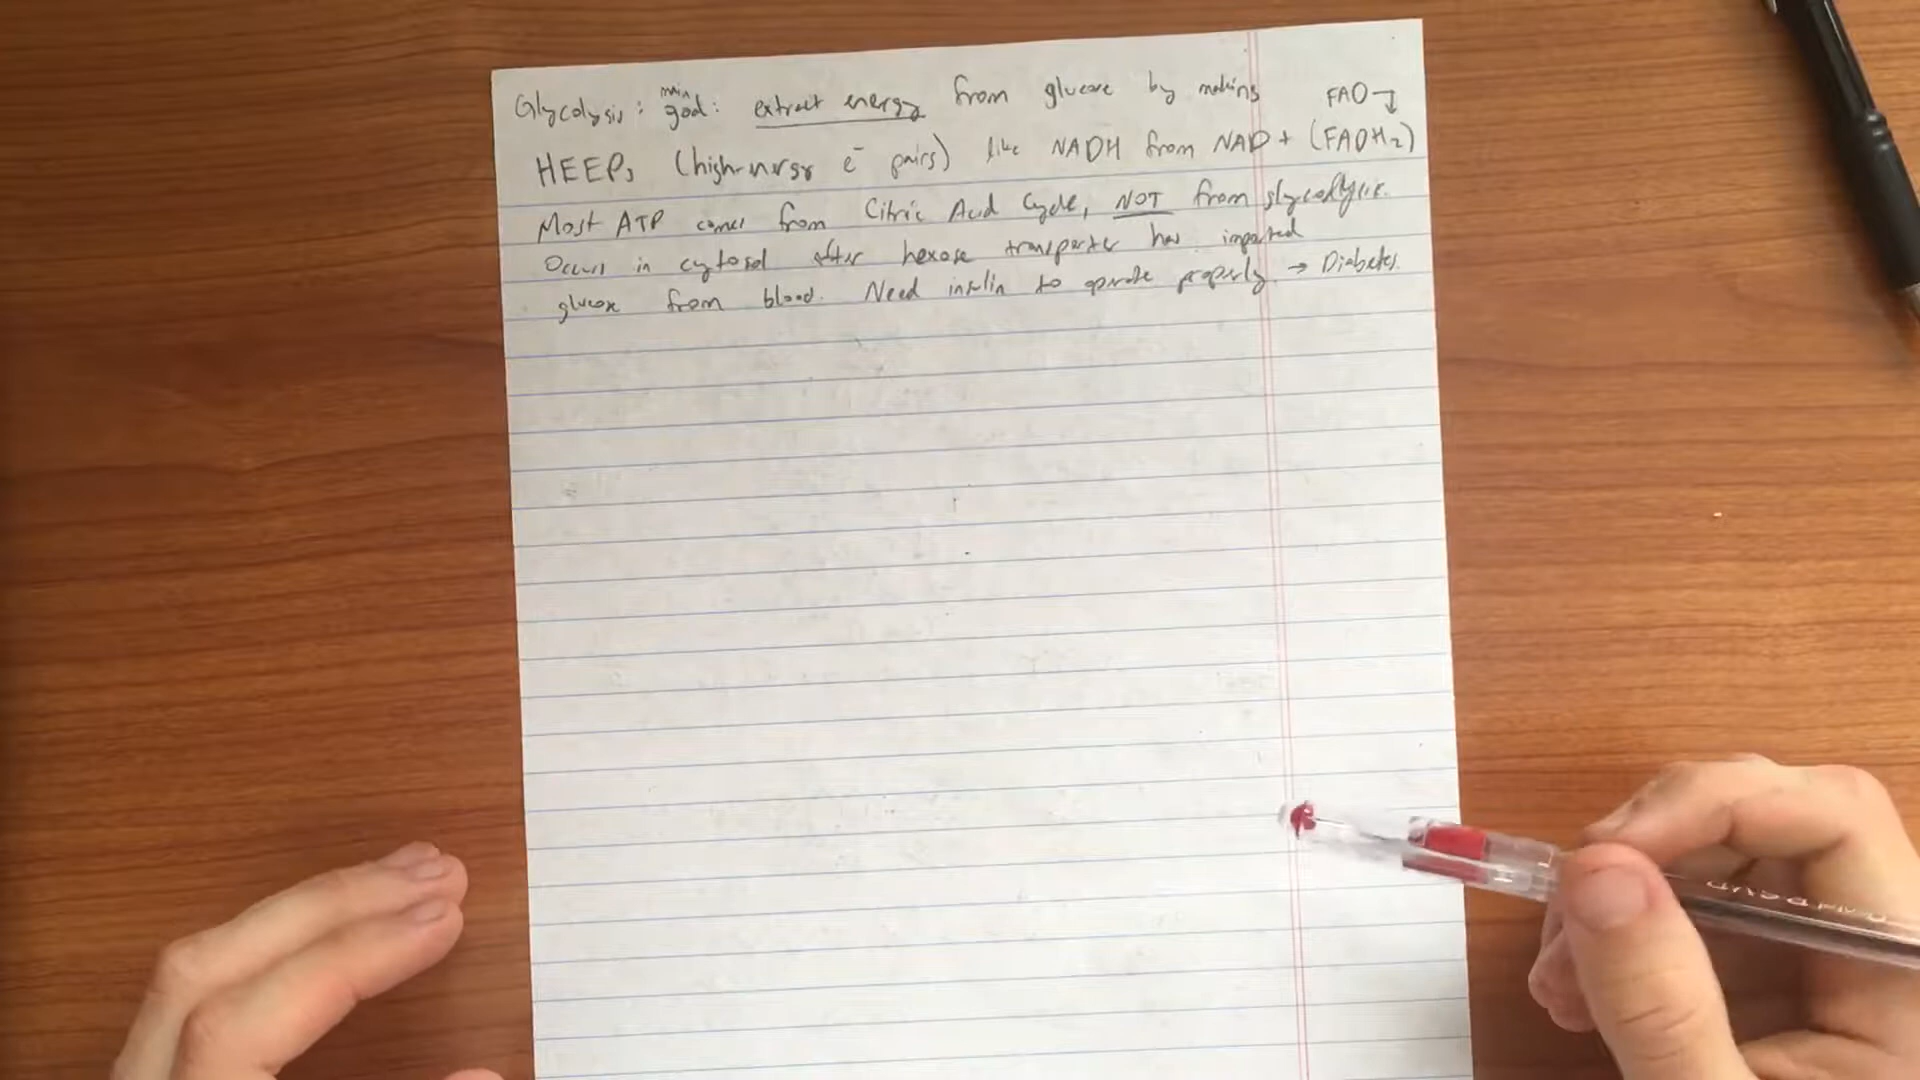 Glycolysis: main goal: extract energy from glucose by making FAD
HEEPs (high-energy e⁻ pairs) like NADH from NAD+ (FADH₂)
Most ATP comes from Citric Acid Cycle, NOT from glycolysis.
Occurs in cytosol after hexose transporter has imported
glucose from blood. Need insulin to operate properly → Diabetes.